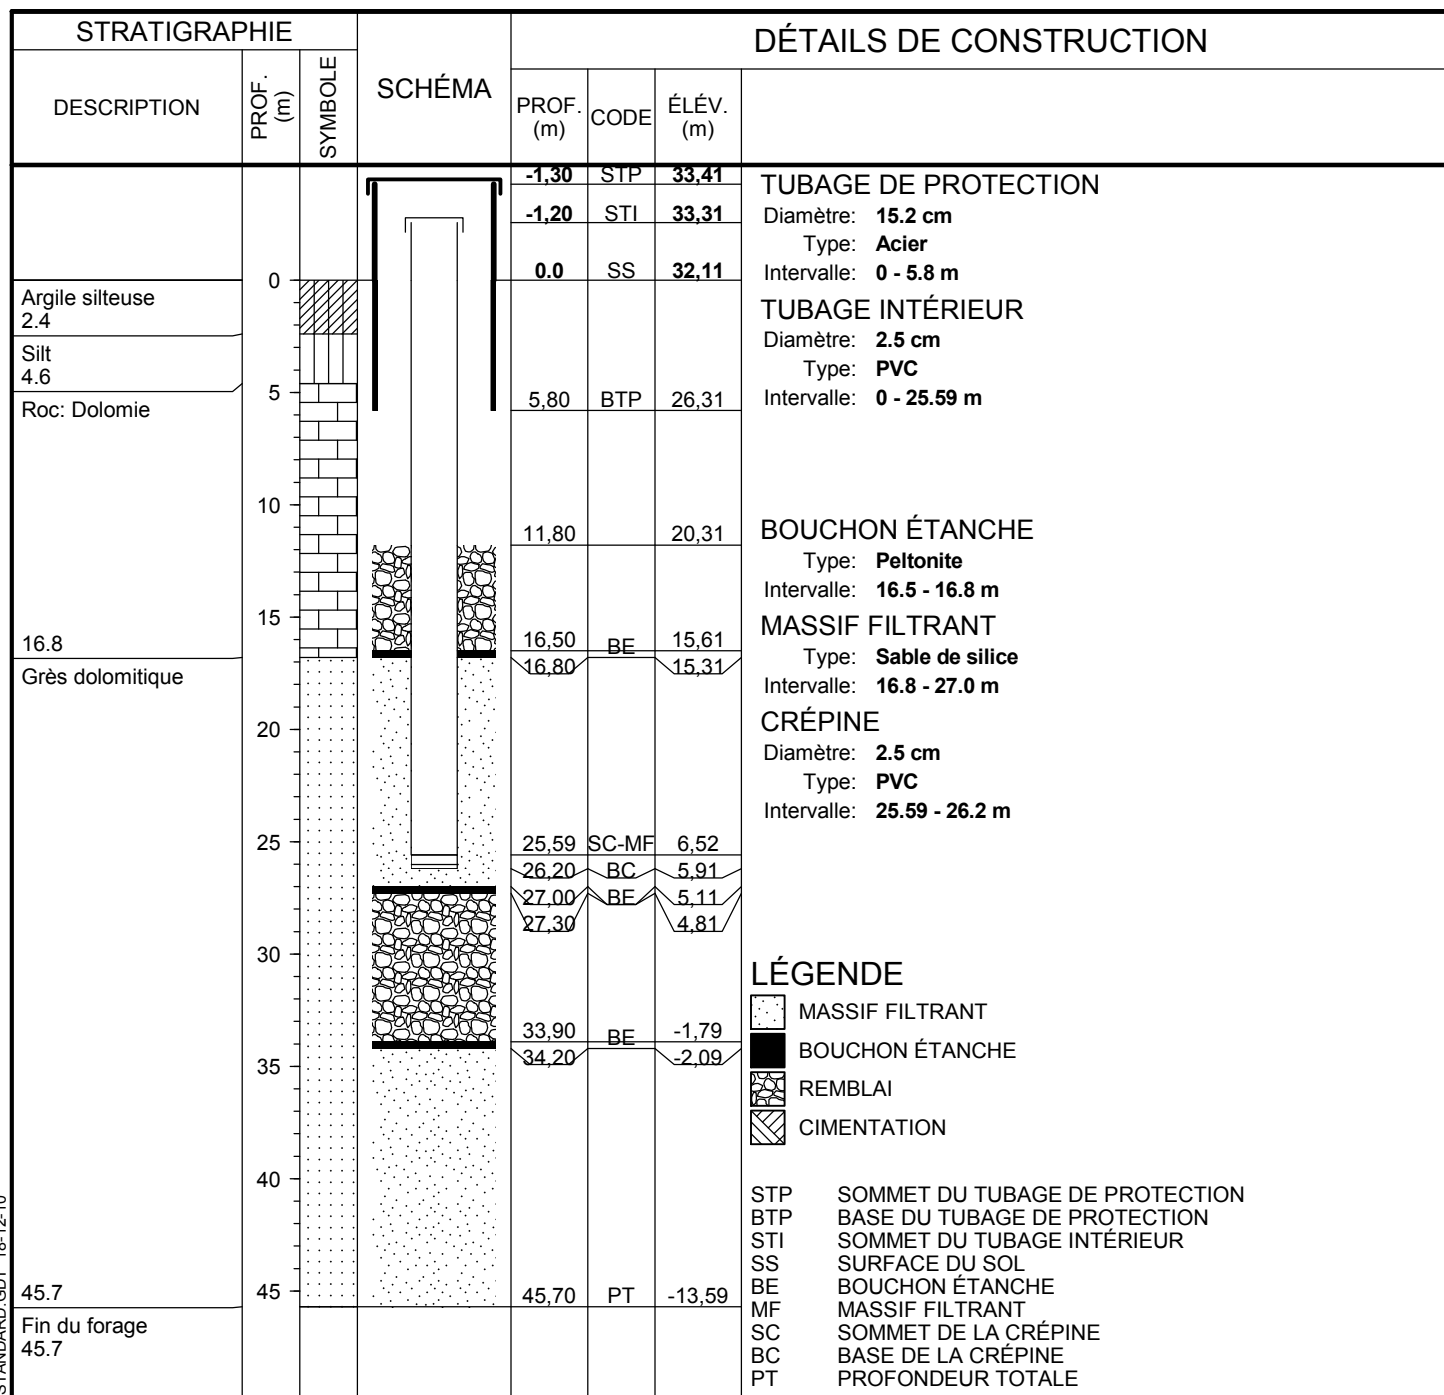 STRATIGRAPHIE
DESCRIPTION
PROF.
(m)
SYMBOLE
SCHÉMA
DÉTAILS DE CONSTRUCTION
PROF.
(m)
CODE
ÉLÉV.
(m)
-1,30 STP 33,41
-1,20 STI 33,31
0.0 SS 32,11
5,80 BTP 26,31
11,80 20,31
16,50 BE 15,61
16,80 15,31
25,59 SC-MF 6,52
26,20 BC 5,91
27,00 BE 5,11
27,30 4,81
33,90 BE -1,79
34,20 -2,09
45,70 PT -13,59
Argile silteuse
2.4
Silt
4.6
Roc: Dolomie
16.8
Grès dolomitique
45.7
Fin du forage
45.7
0
5
10
15
20
25
30
35
40
45
TUBAGE DE PROTECTION
Diamètre: 15.2 cm
Type: Acier
Intervalle: 0 - 5.8 m
TUBAGE INTÉRIEUR
Diamètre: 2.5 cm
Type: PVC
Intervalle: 0 - 25.59 m
BOUCHON ÉTANCHE
Type: Peltonite
Intervalle: 16.5 - 16.8 m
MASSIF FILTRANT
Type: Sable de silice
Intervalle: 16.8 - 27.0 m
CRÉPINE
Diamètre: 2.5 cm
Type: PVC
Intervalle: 25.59 - 26.2 m
LÉGENDE
MASSIF FILTRANT
BOUCHON ÉTANCHE
REMBLAI
CIMENTATION
STP SOMMET DU TUBAGE DE PROTECTION
BTP BASE DU TUBAGE DE PROTECTION
STI SOMMET DU TUBAGE INTÉRIEUR
SS SURFACE DU SOL
BE BOUCHON ÉTANCHE
MF MASSIF FILTRANT
SC SOMMET DE LA CRÉPINE
BC BASE DE LA CRÉPINE
PT PROFONDEUR TOTALE
STANDARD.GDT 18-12-10